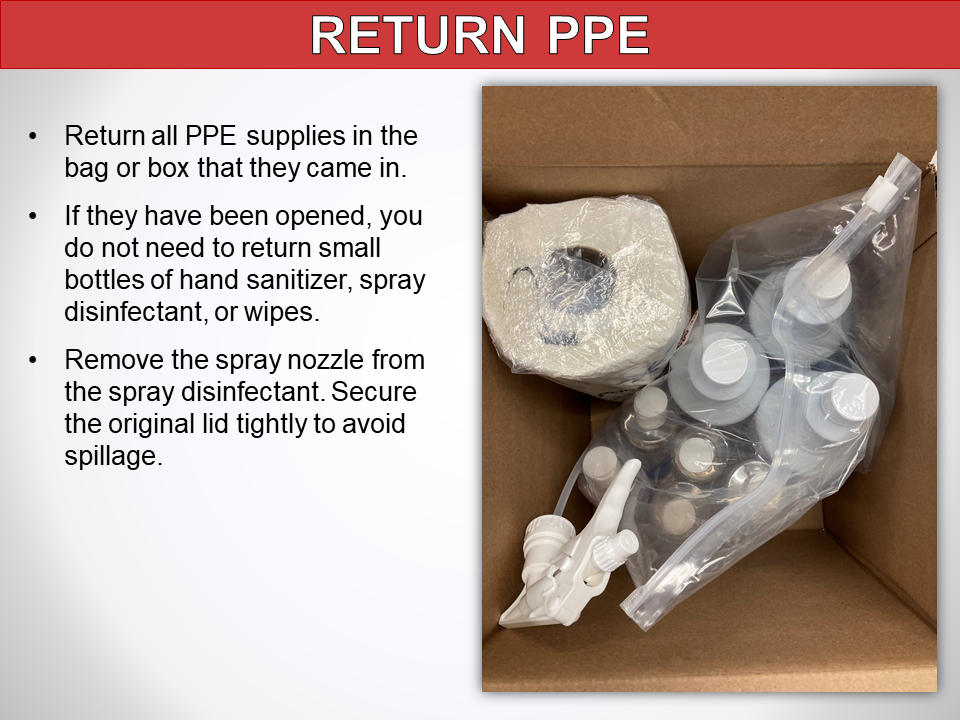 RETURN PPE
• Return all PPE supplies in the
bag or box that they came in.
• If they have been opened, you
do not need to return small
bottles of hand sanitizer, spray
disinfectant, or wipes.
• Remove the spray nozzle from
the spray disinfectant. Secure
the original lid tightly to avoid
spillage.